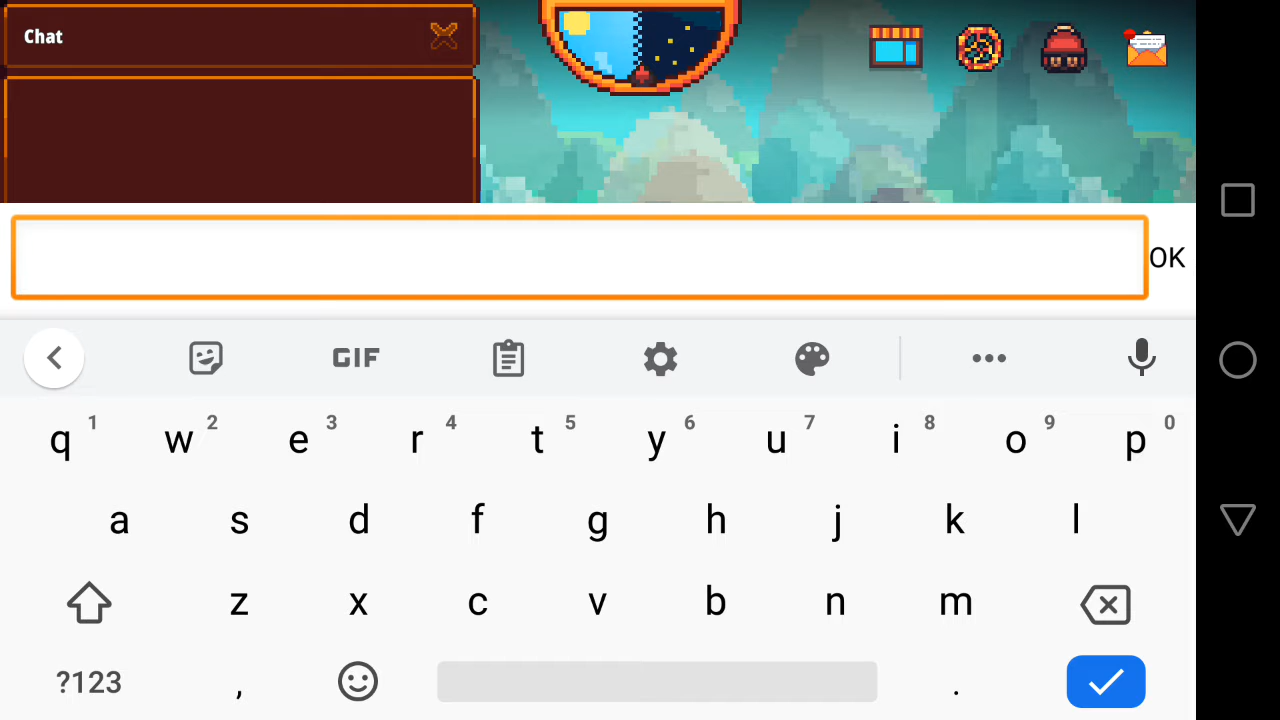 Chat
OK
GIF
q 1 w 2 e 3 r 4 t 5 y 6 u 7 i 8 o 9 p 0
a s d f g h j k l
z x c v b n m
?123 , .